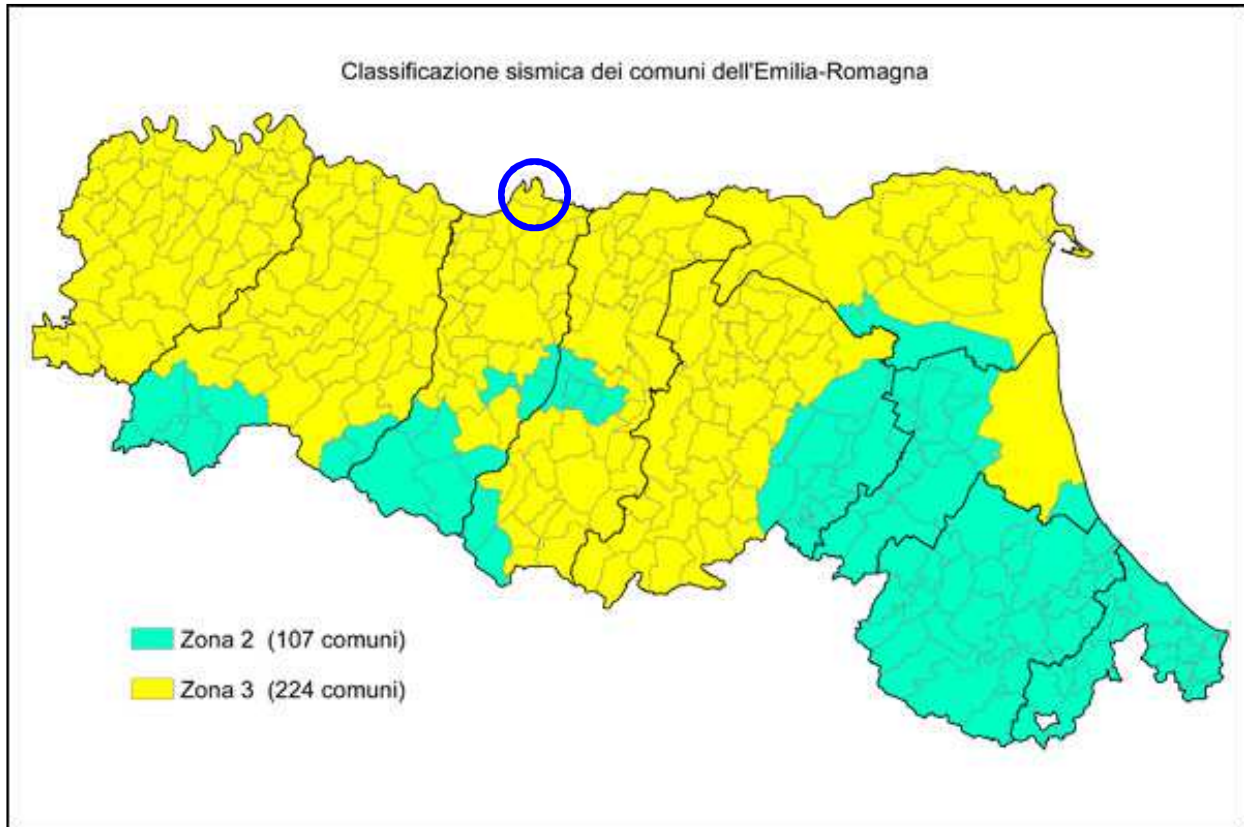 Classificazione sismica dei comuni dell'Emilia-Romagna
Zona 2 (107 comuni)
Zona 3 (224 comuni)